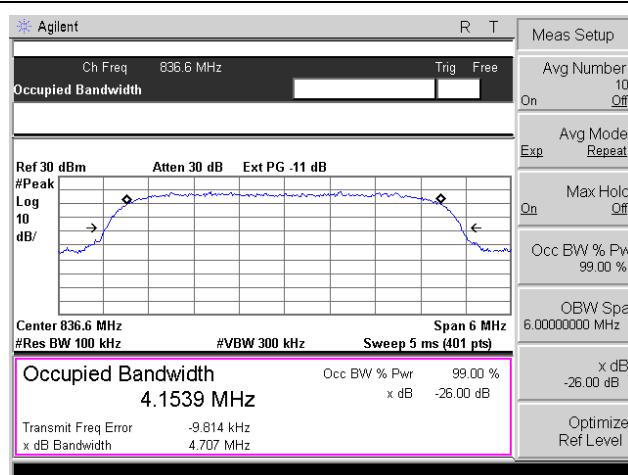 Agilent R T
Ch Freq 836.6 MHz Trig Free
Occupied Bandwidth
Ref 30 dBm Atten 30 dB Ext PG -11 dB
#Peak
Log
10
dB/
Center 836.6 MHz Span 6 MHz
#Res BW 100 kHz #VBW 300 kHz Sweep 5 ms (401 pts)
Occupied Bandwidth Occ BW % Pwr 99.00 %
4.1539 MHz x dB -26.00 dB
Transmit Freq Error -9.814 kHz
x dB Bandwidth 4.707 MHz
Meas Setup
Avg Number
10
On Off
Avg Mode
Exp Repeat
Max Hold
On Off
Occ BW % Pw
99.00 %
OBW Spa
6.00000000 MHz
x dB
-26.00 dB
Optimize
Ref Level